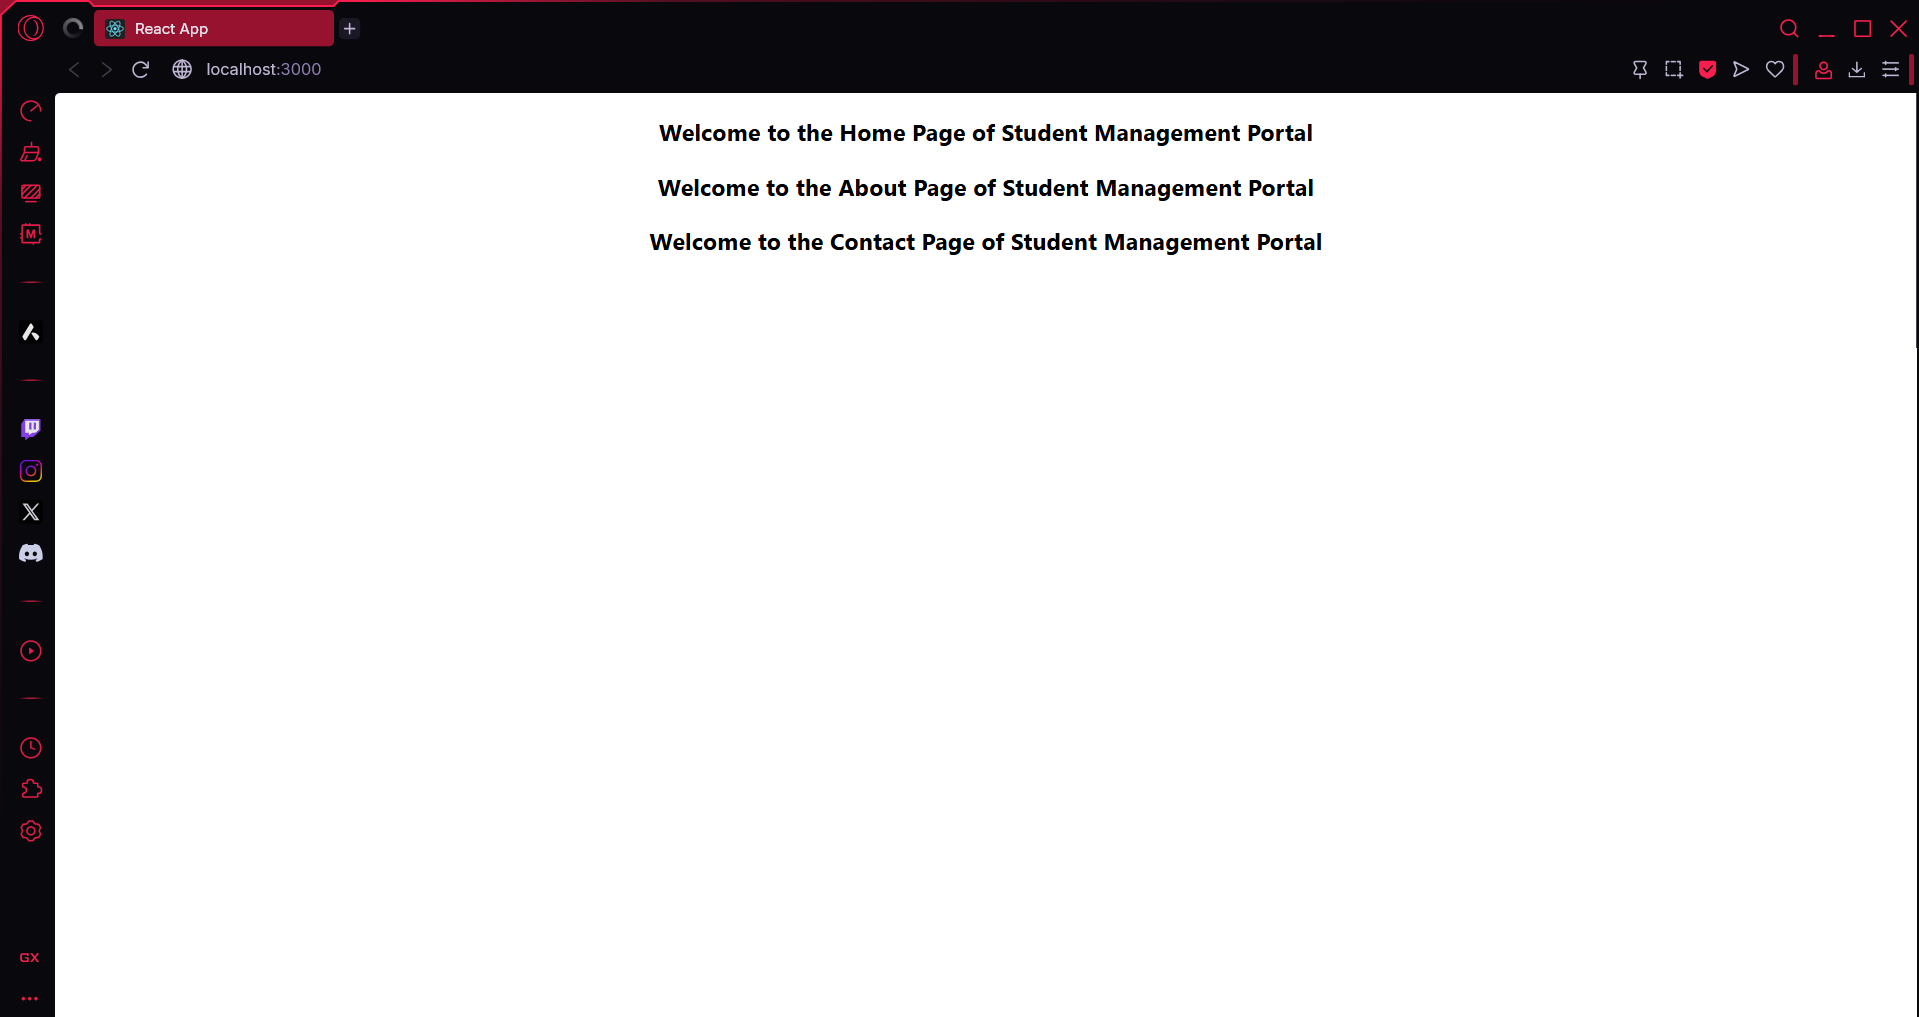 React App
localhost:3000
Welcome to the Home Page of Student Management Portal
Welcome to the About Page of Student Management Portal
Welcome to the Contact Page of Student Management Portal
M
GX